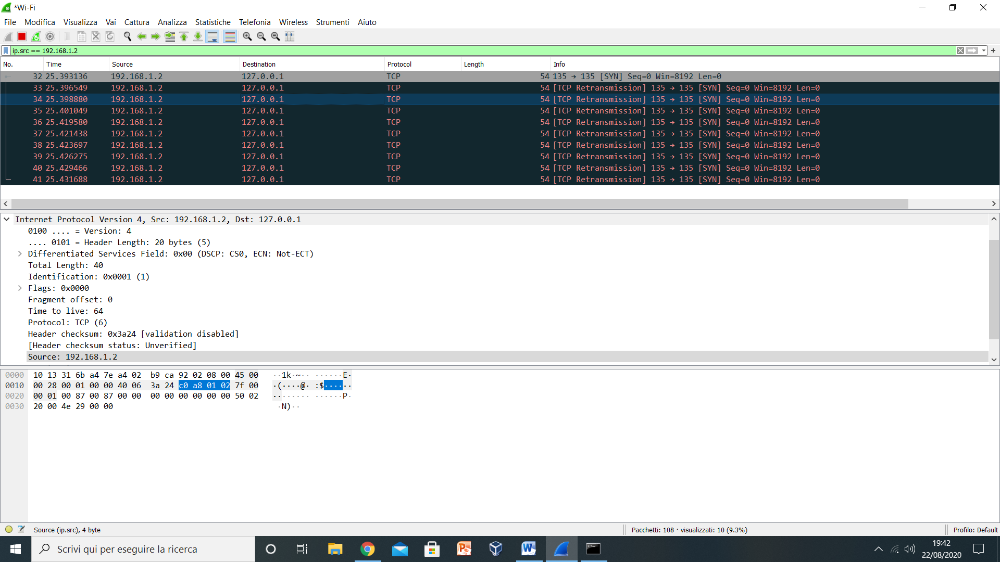 *Wi-Fi
File Modifica Visualizza Vai Cattura Analizza Statistiche Telefonia Wireless Strumenti Aiuto
ip.src == 192.168.1.2
No. Time Source Destination Protocol Length Info
32 25.393136 192.168.1.2 127.0.0.1 TCP 54 135 → 135 [SYN] Seq=0 Win=8192 Len=0
33 25.396549 192.168.1.2 127.0.0.1 TCP 54 [TCP Retransmission] 135 → 135 [SYN] Seq=0 Win=8192 Len=0
34 25.398880 192.168.1.2 127.0.0.1 TCP 54 [TCP Retransmission] 135 → 135 [SYN] Seq=0 Win=8192 Len=0
35 25.401049 192.168.1.2 127.0.0.1 TCP 54 [TCP Retransmission] 135 → 135 [SYN] Seq=0 Win=8192 Len=0
36 25.419580 192.168.1.2 127.0.0.1 TCP 54 [TCP Retransmission] 135 → 135 [SYN] Seq=0 Win=8192 Len=0
37 25.421438 192.168.1.2 127.0.0.1 TCP 54 [TCP Retransmission] 135 → 135 [SYN] Seq=0 Win=8192 Len=0
38 25.423697 192.168.1.2 127.0.0.1 TCP 54 [TCP Retransmission] 135 → 135 [SYN] Seq=0 Win=8192 Len=0
39 25.426275 192.168.1.2 127.0.0.1 TCP 54 [TCP Retransmission] 135 → 135 [SYN] Seq=0 Win=8192 Len=0
40 25.429466 192.168.1.2 127.0.0.1 TCP 54 [TCP Retransmission] 135 → 135 [SYN] Seq=0 Win=8192 Len=0
41 25.431688 192.168.1.2 127.0.0.1 TCP 54 [TCP Retransmission] 135 → 135 [SYN] Seq=0 Win=8192 Len=0
Internet Protocol Version 4, Src: 192.168.1.2, Dst: 127.0.0.1
0100 .... = Version: 4
.... 0101 = Header Length: 20 bytes (5)
Differentiated Services Field: 0x00 (DSCP: CS0, ECN: Not-ECT)
Total Length: 40
Identification: 0x0001 (1)
Flags: 0x0000
Fragment offset: 0
Time to live: 64
Protocol: TCP (6)
Header checksum: 0x3a24 [validation disabled]
[Header checksum status: Unverified]
Source: 192.168.1.2
0000 10 13 31 6b a4 7e a4 02 b9 ca 92 02 08 00 45 00 ··1k·~·· ······E·
0010 00 28 00 01 00 00 40 06 3a 24 c0 a8 01 02 7f 00 ·(····@· :$······
0020 00 01 00 87 00 87 00 00 00 00 00 00 00 00 50 02 ········ ······P·
0030 20 00 4e 29 00 00 ·N)··
Source (ip.src), 4 byte Pacchetti: 108 · visualizzati: 10 (9.3%) Profilo: Default
Scrivi qui per eseguire la ricerca
19:42
22/08/2020